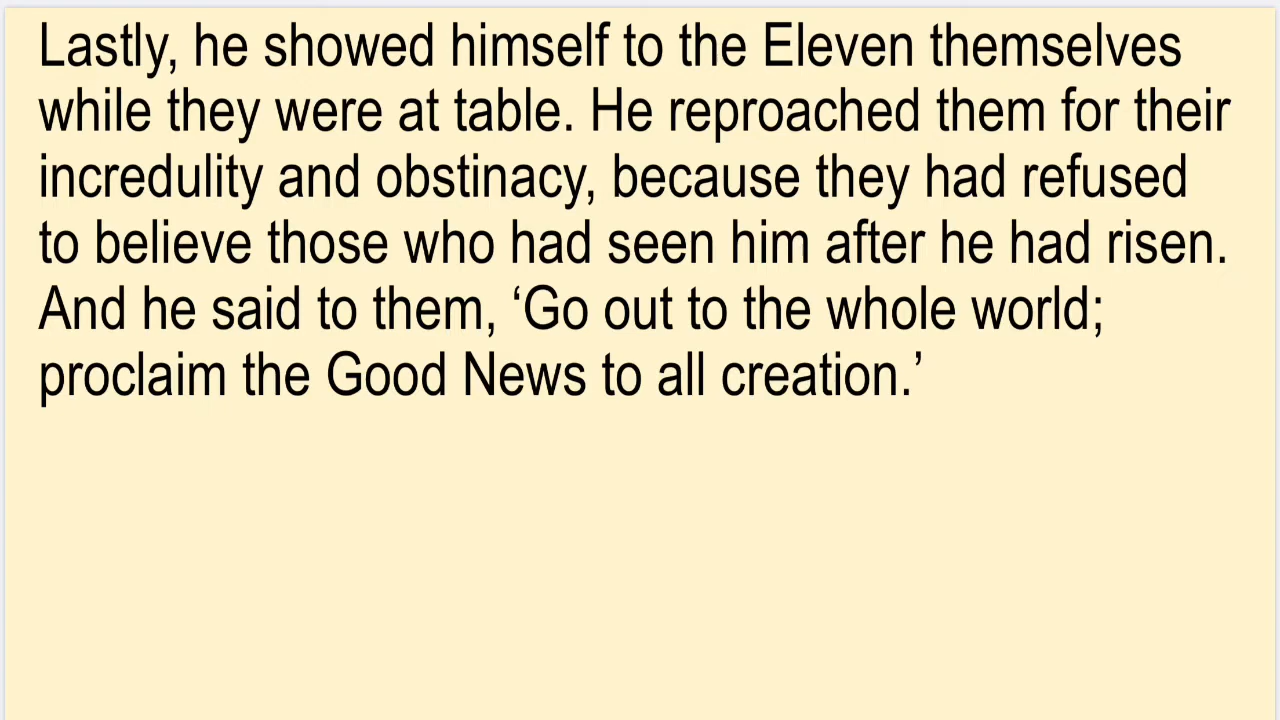 Lastly, he showed himself to the Eleven themselves
while they were at table. He reproached them for their
incredulity and obstinacy, because they had refused
to believe those who had seen him after he had risen.
And he said to them, ‘Go out to the whole world;
proclaim the Good News to all creation.’